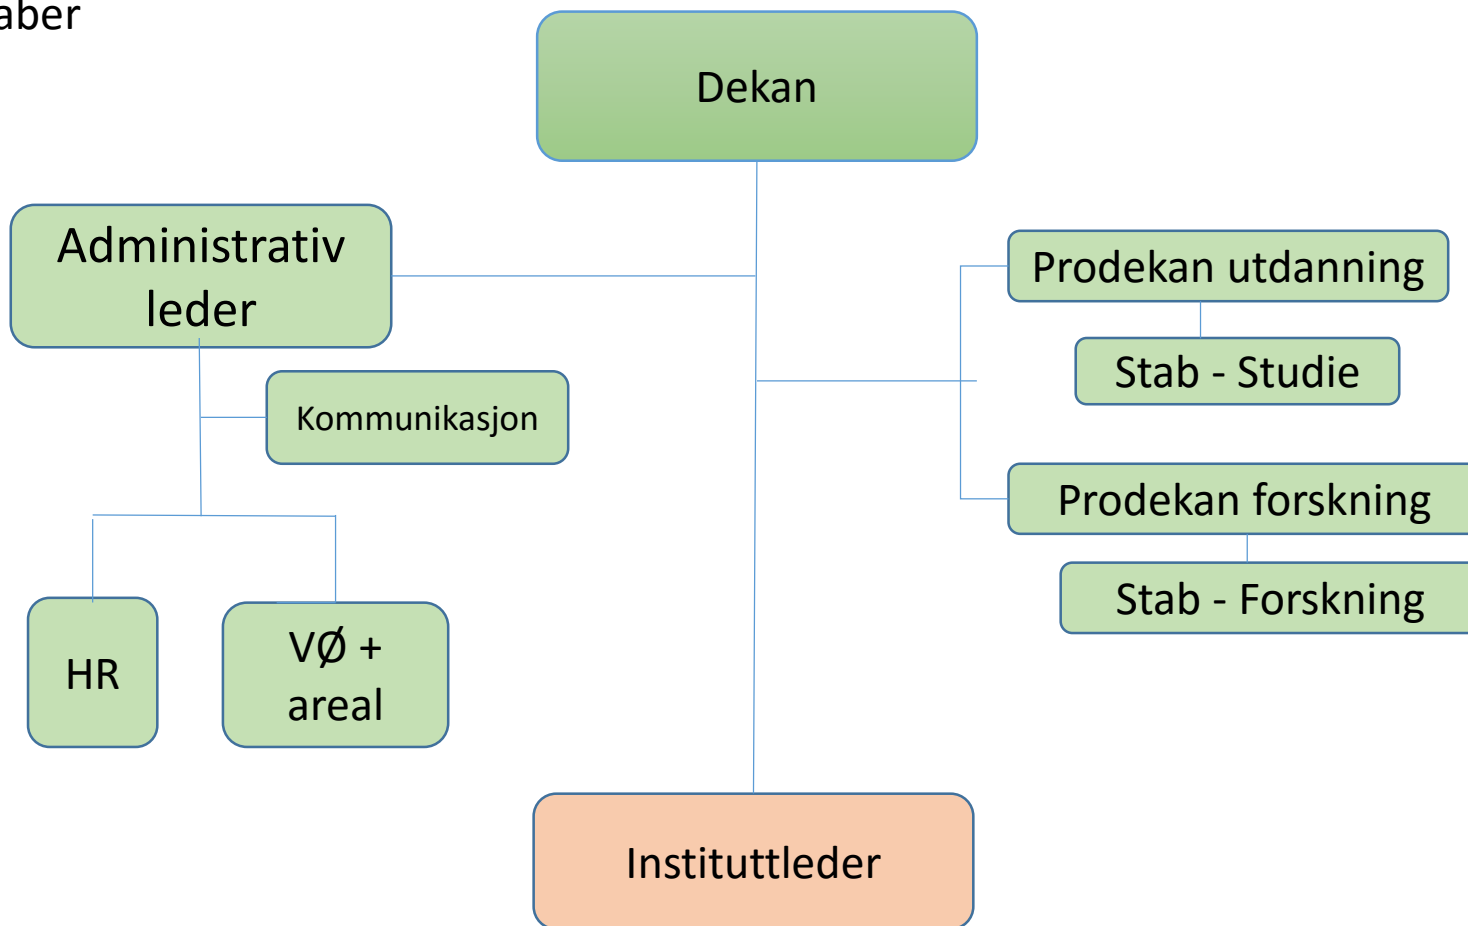 aber
Dekan
Administrativ
leder
Prodekan utdanning
Stab - Studie
Kommunikasjon
Prodekan forskning
Stab - Forskning
HR
VØ +
areal
Instituttleder